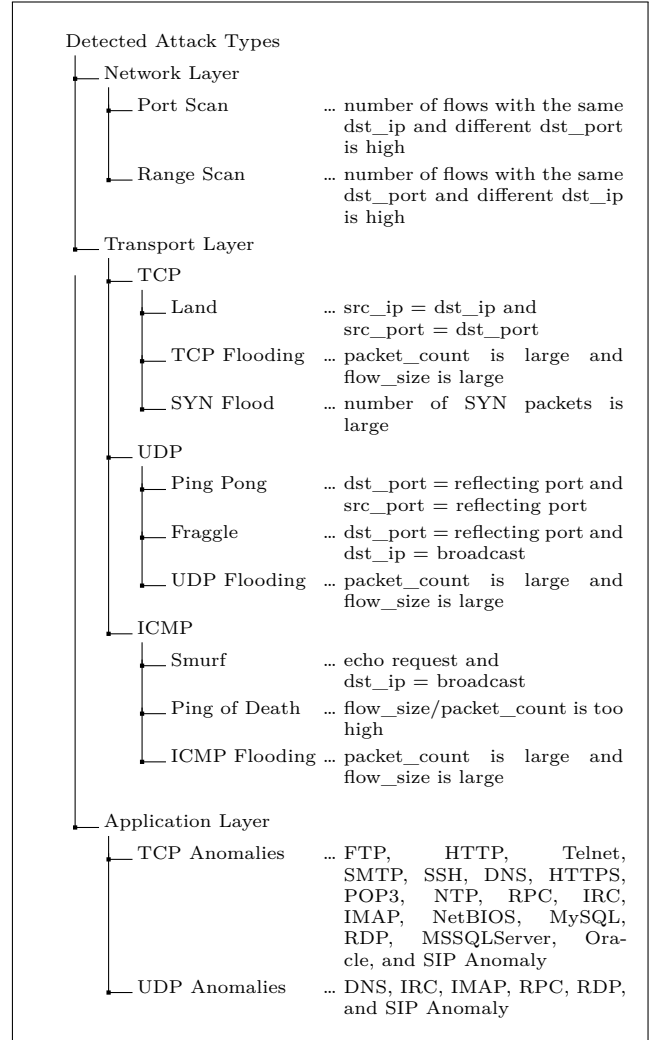 Detected Attack Types
Network Layer
Port Scan ... number of flows with the same
dst_ip and different dst_port
is high
Range Scan ... number of flows with the same
dst_port and different dst_ip
is high
Transport Layer
TCP
Land ... src_ip = dst_ip and
src_port = dst_port
TCP Flooding ... packet_count is large and
flow_size is large
SYN Flood ... number of SYN packets is
large
UDP
Ping Pong ... dst_port = reflecting port and
src_port = reflecting port
Fraggle ... dst_port = reflecting port and
dst_ip = broadcast
UDP Flooding ... packet_count is large and
flow_size is large
ICMP
Smurf ... echo request and
dst_ip = broadcast
Ping of Death ... flow_size/packet_count is too
high
ICMP Flooding ... packet_count is large and
flow_size is large
Application Layer
TCP Anomalies ... FTP, HTTP, Telnet,
SMTP, SSH, DNS, HTTPS,
POP3, NTP, RPC, IRC,
IMAP, NetBIOS, MySQL,
RDP, MSSQLServer, Ora-
cle, and SIP Anomaly
UDP Anomalies ... DNS, IRC, IMAP, RPC, RDP,
and SIP Anomaly